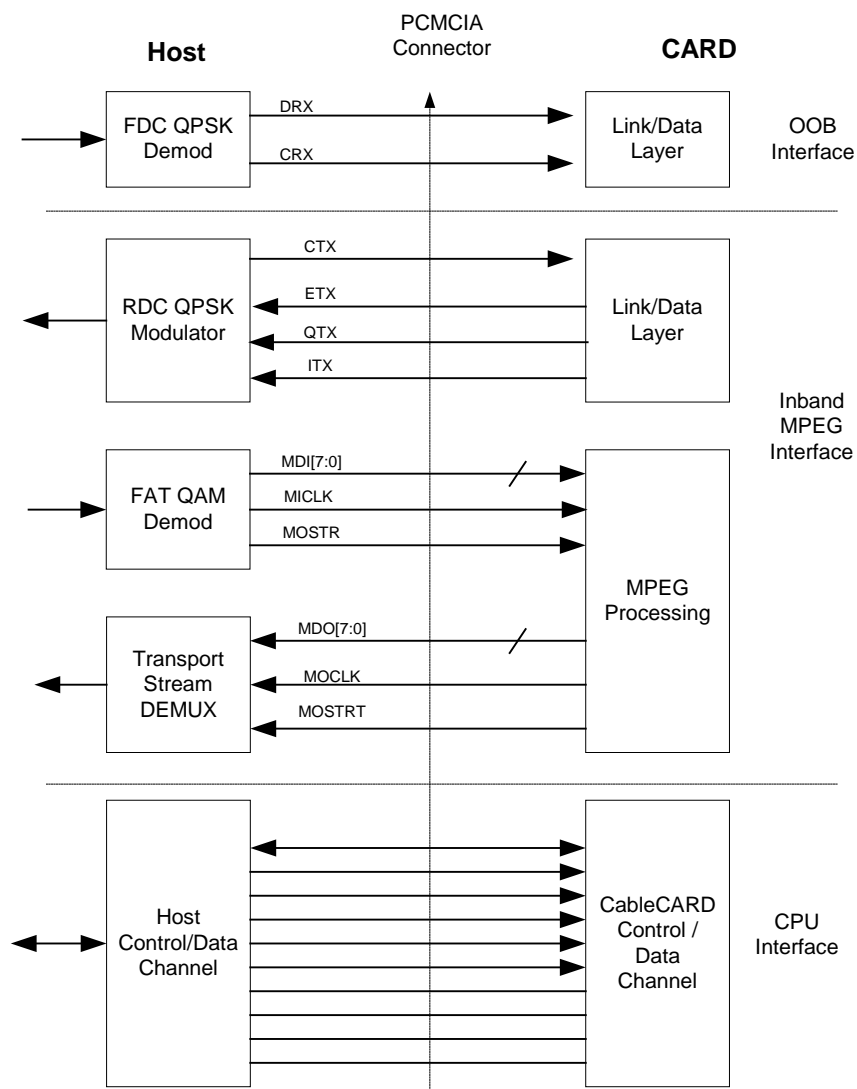 PCMCIA
Connector
Host
CARD
FDC QPSK
Demod
DRX
CRX
Link/Data
Layer
OOB
Interface
RDC QPSK
Modulator
CTX
ETX
QTX
ITX
Link/Data
Layer
Inband
MPEG
Interface
FAT QAM
Demod
MDI[7:0]
MICLK
MOSTR
MPEG
Processing
Transport
Stream
DEMUX
MDO[7:0]
MOCLK
MOSTRT
Host
Control/Data
Channel
CableCARD
Control /
Data
Channel
CPU
Interface